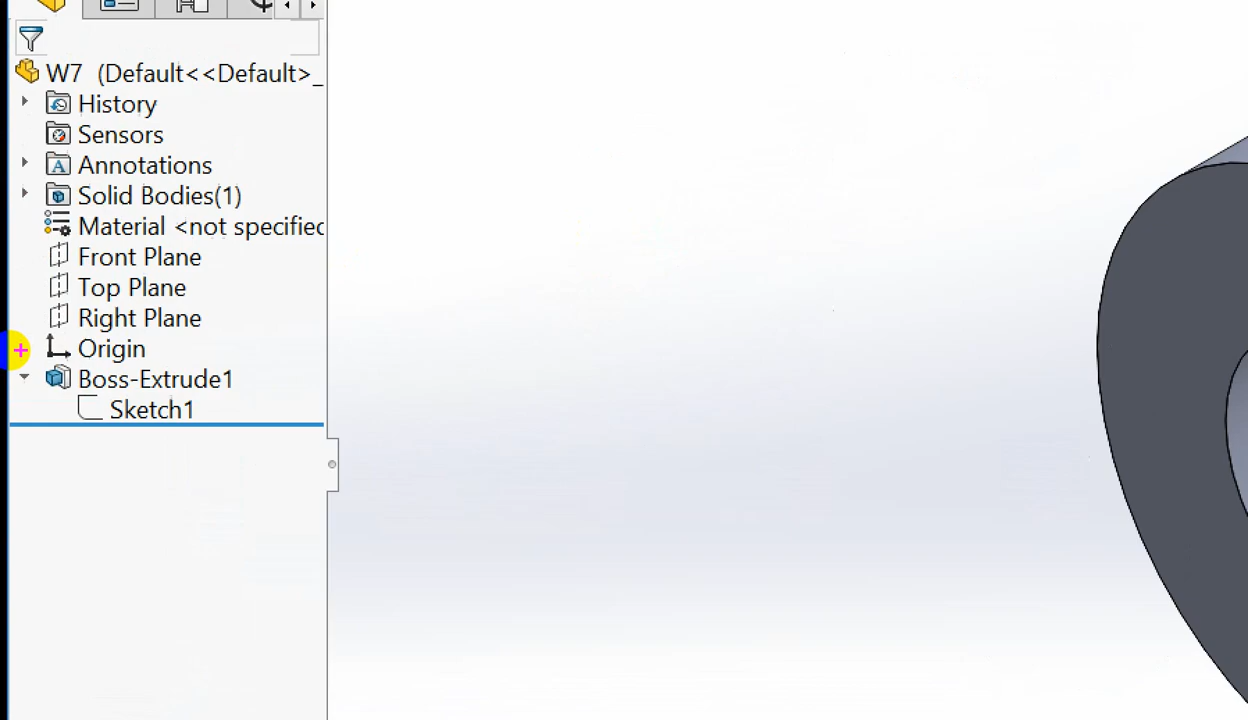 W7 (Default<<Default>_
History
Sensors
Annotations
Solid Bodies(1)
Material <not specified
Front Plane
Top Plane
Right Plane
Origin
Boss-Extrude1
Sketch1